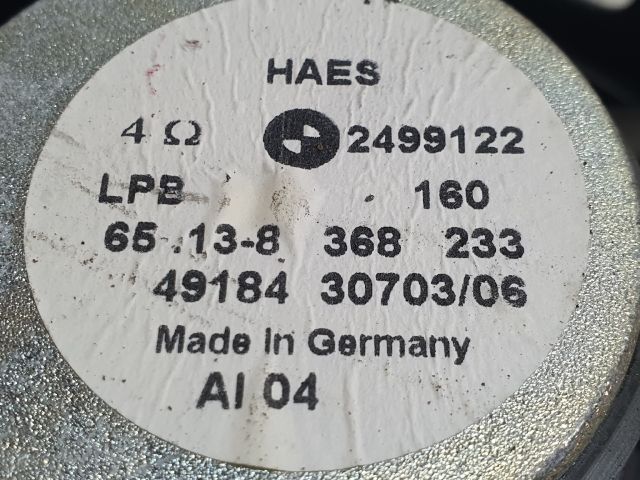 HAES
4 Ω 2499122
LPB 160
65.13-8 368 233
49184 30703/06
Made In Germany
AI 04